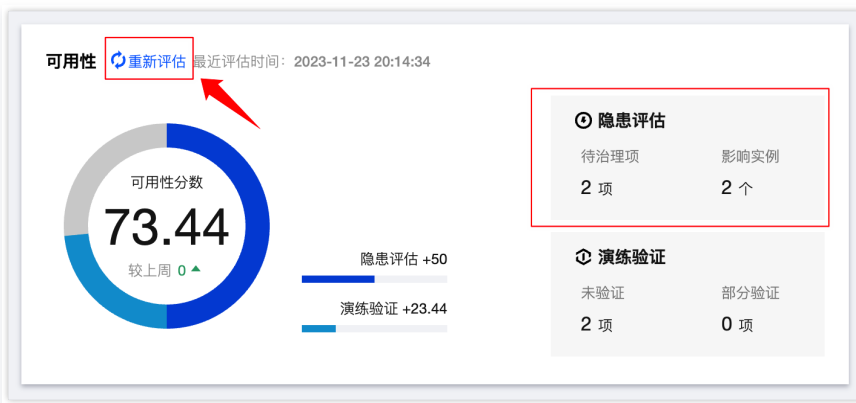 可用性 重新评估 最近评估时间：2023-11-23 20:14:34
可用性分数
73.44
较上周 0
隐患评估 +50
演练验证 +23.44
隐患评估
待治理项 影响实例
2 项 2 个
演练验证
未验证 部分验证
2 项 0 项